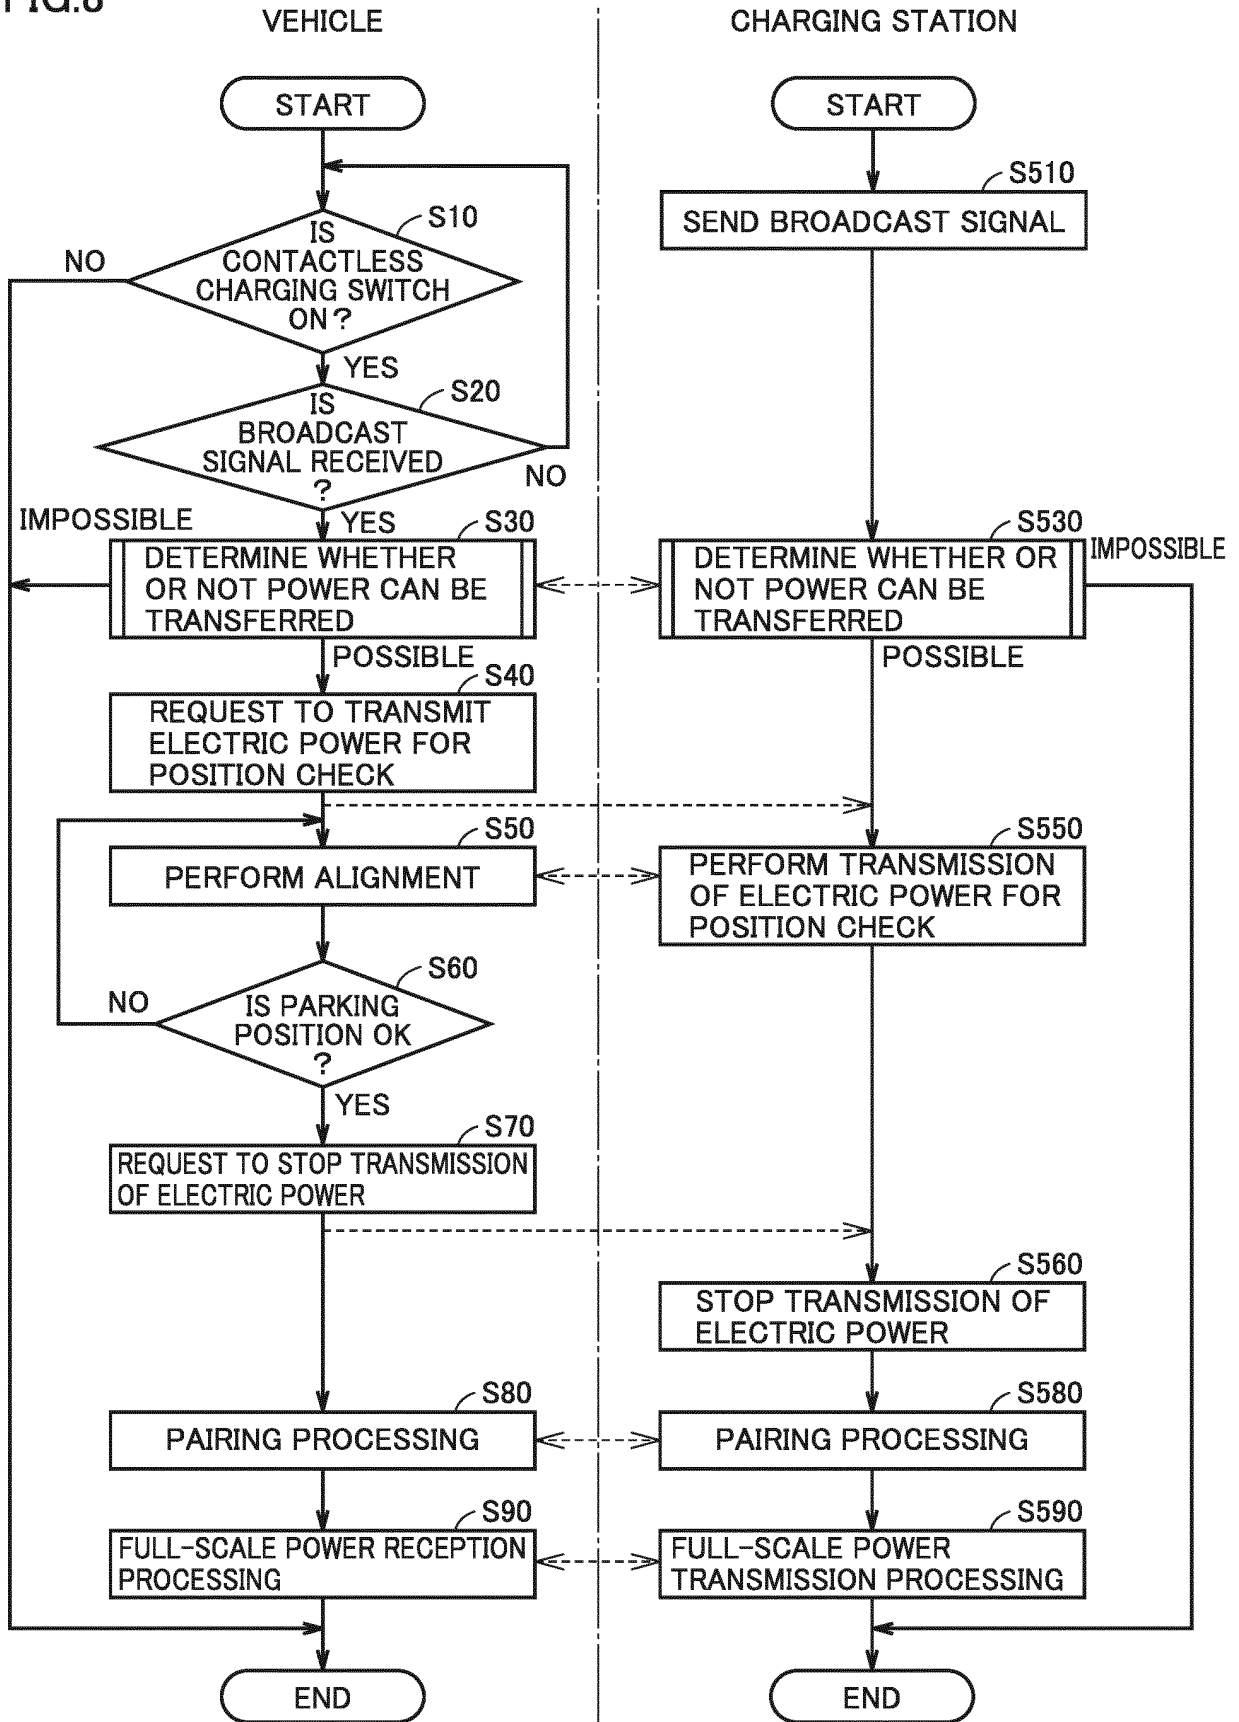 FIG.8
VEHICLE
CHARGING STATION
START
START
S510
SEND BROADCAST SIGNAL
S10
IS
CONTACTLESS
CHARGING SWITCH
ON?
NO
YES
S20
IS
BROADCAST
SIGNAL RECEIVED
?
NO
YES
IMPOSSIBLE
S30
DETERMINE WHETHER
OR NOT POWER CAN BE
TRANSFERRED
S530
DETERMINE WHETHER OR
NOT POWER CAN BE
TRANSFERRED
IMPOSSIBLE
POSSIBLE
POSSIBLE
S40
REQUEST TO TRANSMIT
ELECTRIC POWER FOR
POSITION CHECK
S50
PERFORM ALIGNMENT
S550
PERFORM TRANSMISSION
OF ELECTRIC POWER FOR
POSITION CHECK
S60
IS PARKING
POSITION OK
?
NO
YES
S70
REQUEST TO STOP TRANSMISSION
OF ELECTRIC POWER
S560
STOP TRANSMISSION OF
ELECTRIC POWER
S80
PAIRING PROCESSING
S580
PAIRING PROCESSING
S90
FULL-SCALE POWER RECEPTION
PROCESSING
S590
FULL-SCALE POWER
TRANSMISSION PROCESSING
END
END